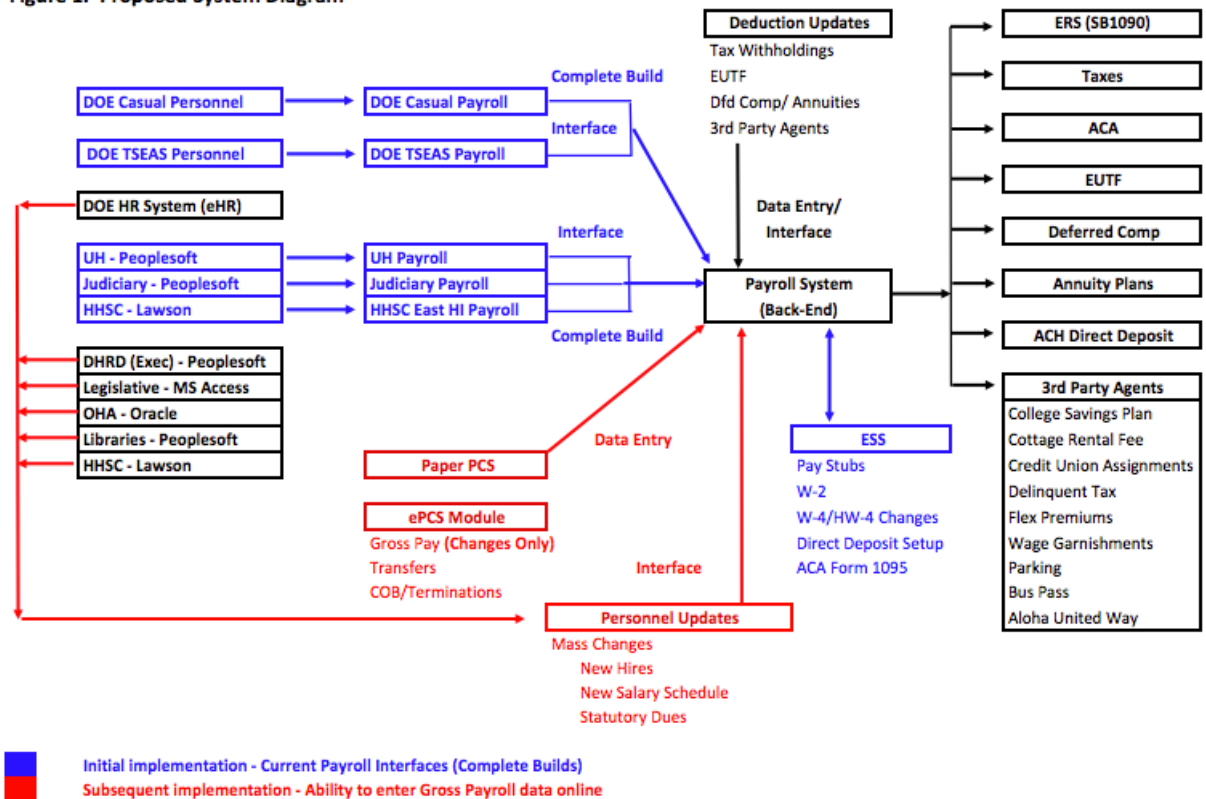 Figure 1. Proposed System Diagram
Deduction Updates
Tax Withholdings
EUTF
Dfd Comp/ Annuities
3rd Party Agents
Data Entry/
Interface
DOE Casual Personnel
DOE Casual Payroll
Complete Build
DOE TSEAS Personnel
DOE TSEAS Payroll
Interface
DOE HR System (eHR)
UH - Peoplesoft
UH Payroll
Judiciary - Peoplesoft
Judiciary Payroll
HHSC - Lawson
HHSC East HI Payroll
Interface
Complete Build
Payroll System
(Back-End)
DHRD (Exec) - Peoplesoft
Legislative - MS Access
OHA - Oracle
Libraries - Peoplesoft
HHSC - Lawson
Paper PCS
Data Entry
ePCS Module
Gross Pay (Changes Only)
Transfers
COB/Terminations
Interface
Personnel Updates
Mass Changes
New Hires
New Salary Schedule
Statutory Dues
ESS
Pay Stubs
W-2
W-4/HW-4 Changes
Direct Deposit Setup
ACA Form 1095
ERS (SB1090)
Taxes
ACA
EUTF
Deferred Comp
Annuity Plans
ACH Direct Deposit
3rd Party Agents
College Savings Plan
Cottage Rental Fee
Credit Union Assignments
Delinquent Tax
Flex Premiums
Wage Garnishments
Parking
Bus Pass
Aloha United Way
Initial implementation - Current Payroll Interfaces (Complete Builds)
Subsequent implementation - Ability to enter Gross Payroll data online